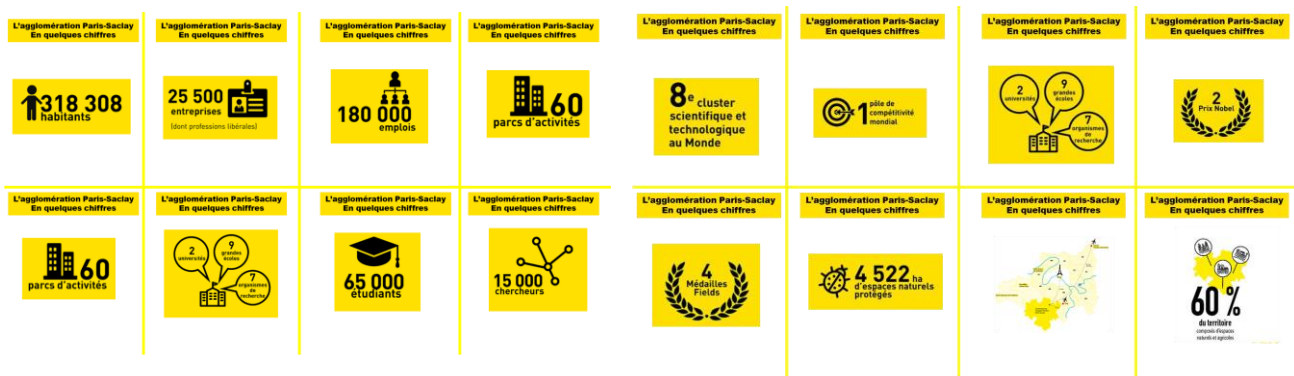 L'agglomération Paris-Saclay
En quelques chiffres
318 308
habitants
L'agglomération Paris-Saclay
En quelques chiffres
25 500
entreprises
(dont professions libérales)
L'agglomération Paris-Saclay
En quelques chiffres
180 000
emplois
L'agglomération Paris-Saclay
En quelques chiffres
60
parcs d'activités
L'agglomération Paris-Saclay
En quelques chiffres
8e cluster
scientifique et
technologique
au Monde
L'agglomération Paris-Saclay
En quelques chiffres
1 pôle de
compétitivité
mondial
L'agglomération Paris-Saclay
En quelques chiffres
2
universités
9
grandes
écoles
7
organismes
de recherche
L'agglomération Paris-Saclay
En quelques chiffres
2
Prix Nobel
L'agglomération Paris-Saclay
En quelques chiffres
60
parcs d'activités
L'agglomération Paris-Saclay
En quelques chiffres
2
universités
9
grandes
écoles
7
organismes
de recherche
L'agglomération Paris-Saclay
En quelques chiffres
65 000
étudiants
L'agglomération Paris-Saclay
En quelques chiffres
15 000
chercheurs
L'agglomération Paris-Saclay
En quelques chiffres
4
Médailles
Fields
L'agglomération Paris-Saclay
En quelques chiffres
4 522 ha
d'espaces naturels
protégés
L'agglomération Paris-Saclay
En quelques chiffres
L'agglomération Paris-Saclay
En quelques chiffres
60 %
du territoire
composés d'espaces
naturels et agricoles